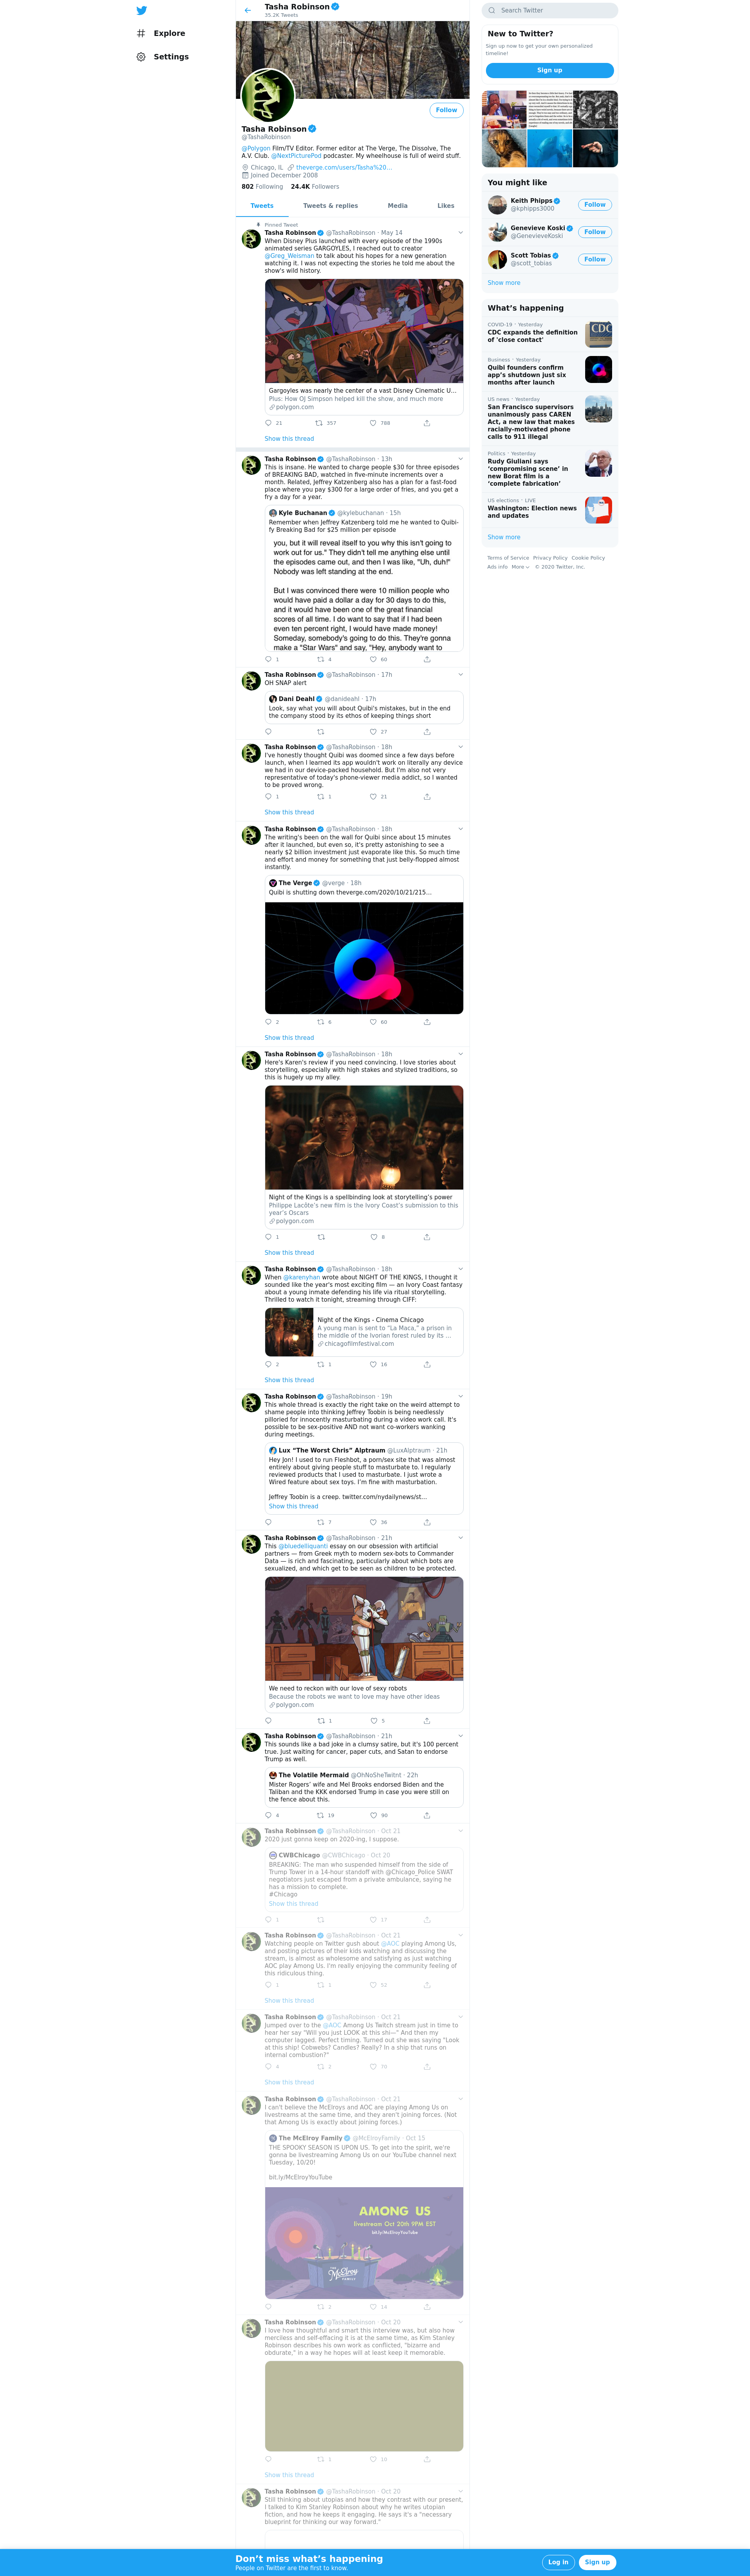 Explore
Settings
Tasha Robinson
35.2K Tweets
Follow
Tasha Robinson
@TashaRobinson
@Polygon Film/TV Editor. Former editor at The Verge, The Dissolve, The
A.V. Club. @NextPicturePod podcaster. My wheelhouse is full of weird stuff.
Chicago, IL theverge.com/users/Tasha%20...
Joined December 2008
802 Following 24.4K Followers
Tweets Tweets & replies Media Likes
Pinned Tweet
Tasha Robinson @TashaRobinson · May 14
When Disney Plus launched with every episode of the 1990s
animated series GARGOYLES, I reached out to creator
@Greg_Weisman to talk about his hopes for a new generation
watching it. I was not expecting the stories he told me about the
show's wild history.
Gargoyles was nearly the center of a vast Disney Cinematic U...
Plus: How OJ Simpson helped kill the show, and much more
polygon.com
21 357 788
Show this thread
Tasha Robinson @TashaRobinson · 13h
This is insane. He wanted to charge people $30 for three episodes
of BREAKING BAD, watched in five-minute increments over a
month. Related, Jeffrey Katzenberg also has a plan for a fast-food
place where you pay $300 for a large order of fries, and you get a
fry a day for a year.
Kyle Buchanan @kylebuchanan · 15h
Remember when Jeffrey Katzenberg told me he wanted to Quibi-
fy Breaking Bad for $25 million per episode
you, but it will reveal itself to you why this isn't going to
work out for us." They didn't tell me anything else until
the episodes came out, and then I was like, "Uh, duh!"
Nobody was left standing at the end.
But I was convinced there were 10 million people who
would have paid a dollar a day for 30 days to do this,
and it would have been one of the great financial
scores of all time. I do want to say that if I had been
even ten percent right, I would have made money!
Someday, somebody's going to do this. They're gonna
make a "Star Wars" and say, "Hey, anybody want to
1 4 60
Tasha Robinson @TashaRobinson · 17h
OH SNAP alert
Dani Deahl @danideahl · 17h
Look, say what you will about Quibi's mistakes, but in the end
the company stood by its ethos of keeping things short
27
Tasha Robinson @TashaRobinson · 18h
I've honestly thought Quibi was doomed since a few days before
launch, when I learned its app wouldn't work on literally any device
we had in our device-packed household. But I'm also not very
representative of today's phone-viewer media addict, so I wanted
to be proved wrong.
1 1 21
Show this thread
Tasha Robinson @TashaRobinson · 18h
The writing's been on the wall for Quibi since about 15 minutes
after it launched, but even so, it's pretty astonishing to see a
nearly $2 billion investment just evaporate like this. So much time
and effort and money for something that just belly-flopped almost
instantly.
The Verge @verge · 18h
Quibi is shutting down theverge.com/2020/10/21/215...
2 6 60
Show this thread
Tasha Robinson @TashaRobinson · 18h
Here's Karen's review if you need convincing. I love stories about
storytelling, especially with high stakes and stylized traditions, so
this is hugely up my alley.
Night of the Kings is a spellbinding look at storytelling's power
Philippe Lacôte's new film is the Ivory Coast's submission to this
year's Oscars
polygon.com
1 8
Show this thread
Tasha Robinson @TashaRobinson · 18h
When @karenyhan wrote about NIGHT OF THE KINGS, I thought it
sounded like the year's most exciting film — an Ivory Coast fantasy
about a young inmate defending his life via ritual storytelling.
Thrilled to watch it tonight, streaming through CIFF:
Night of the Kings - Cinema Chicago
A young man is sent to "La Maca," a prison in
the middle of the Ivorian forest ruled by its ...
chicagofilmfestival.com
2 1 16
Show this thread
Tasha Robinson @TashaRobinson · 19h
This whole thread is exactly the right take on the weird attempt to
shame people into thinking Jeffrey Toobin is being needlessly
pilloried for innocently masturbating during a video work call. It's
possible to be sex-positive AND not want co-workers wanking
during meetings.
Lux "The Worst Chris" Alptraum @LuxAlptraum · 21h
Hey Jon! I used to run Fleshbot, a porn/sex site that was almost
entirely about giving people stuff to masturbate to. I regularly
reviewed products that I used to masturbate. I just wrote a
Wired feature about sex toys. I'm fine with masturbation.
Jeffrey Toobin is a creep. twitter.com/nydailynews/st...
Show this thread
7 36
Tasha Robinson @TashaRobinson · 21h
This @bluedelliquanti essay on our obsession with artificial
partners — from Greek myth to modern sex-bots to Commander
Data — is rich and fascinating, particularly about which bots are
sexualized, and which get to be seen as children to be protected.
We need to reckon with our love of sexy robots
Because the robots we want to love may have other ideas
polygon.com
1 5
Tasha Robinson @TashaRobinson · 21h
This sounds like a bad joke in a clumsy satire, but it's 100 percent
true. Just waiting for cancer, paper cuts, and Satan to endorse
Trump as well.
The Volatile Mermaid @OhNoSheTwitnt · 22h
Mister Rogers' wife and Mel Brooks endorsed Biden and the
Taliban and the KKK endorsed Trump in case you were still on
the fence about this.
4 19 90
Tasha Robinson @TashaRobinson · Oct 21
2020 just gonna keep on 2020-ing, I suppose.
CWBChicago @CWBChicago · Oct 20
BREAKING: The man who suspended himself from the side of
Trump Tower in a 14-hour standoff with @Chicago_Police SWAT
negotiators just escaped from a private ambulance, saying he
has a mission to complete.
#Chicago
Show this thread
1 17
Tasha Robinson @TashaRobinson · Oct 21
Watching people on Twitter gush about @AOC playing Among Us,
and posting pictures of their kids watching and discussing the
stream, is almost as wholesome and satisfying as just watching
AOC play Among Us. I'm really enjoying the community feeling of
this ridiculous thing.
Show this thread
Tasha Robinson @TashaRobinson · Oct 21
Jumped over to the @AOC Among Us Twitch stream just in time to
hear her say "Will you just LOOK at this shi—" And then my
computer lagged. Perfect timing. Turned out she was saying "Look
at this ship! Cobwebs? Candles? Really? In a ship that runs on
internal combustion?"
Show this thread
Tasha Robinson @TashaRobinson · Oct 21
I can't believe the McElroys and AOC are playing Among Us on
livestreams at the same time, and they aren't joining forces. (Not
that Among Us is exactly about joining forces.)
The McElroy Family @McElroyFamily · Oct 15
THE SPOOKY SEASON IS UPON US. To get into the spirit, we're
gonna be livestreaming Among Us on our YouTube channel next
Tuesday, 10/20!
bit.ly/McElroyYouTube
AMONG US
livestream Oct 20th 9PM EST
bit.ly/McElroyYouTube
THE McElroy FAMILY
2 14
Tasha Robinson @TashaRobinson · Oct 20
I love how thoughtful and smart this interview was, but also how
merciless and self-effacing it is at the same time, as Kim Stanley
Robinson describes his own work as conflicted, "bizarre and
obdurate," in a way he hopes will at least keep it memorable.
Show this thread
Tasha Robinson @TashaRobinson · Oct 20
Still thinking about utopias and how they contrast with our present,
I talked to Kim Stanley Robinson about why he writes utopian
fiction, and how he keeps it engaging. He says it's a "necessary
blueprint for thinking our way forward."
Search Twitter
New to Twitter?
Sign up now to get your own personalized
timeline!
Sign up
You might like
Keith Phipps
@kphipps3000
Follow
Genevieve Koski
@GenevieveKoski
Follow
Scott Tobias
@scott_tobias
Follow
Show more
What's happening
COVID-19 · Yesterday
CDC expands the definition
of 'close contact'
CDC
Business · Yesterday
Quibi founders confirm
app's shutdown just six
months after launch
US news · Yesterday
San Francisco supervisors
unanimously pass CAREN
Act, a new law that makes
racially-motivated phone
calls to 911 illegal
Politics · Yesterday
Rudy Giuliani says
'compromising scene' in
new Borat film is a
'complete fabrication'
US elections · LIVE
Washington: Election news
and updates
Show more
Terms of Service Privacy Policy Cookie Policy
Ads info More © 2020 Twitter, Inc.
Don't miss what's happening
People on Twitter are the first to know.
Log in Sign up